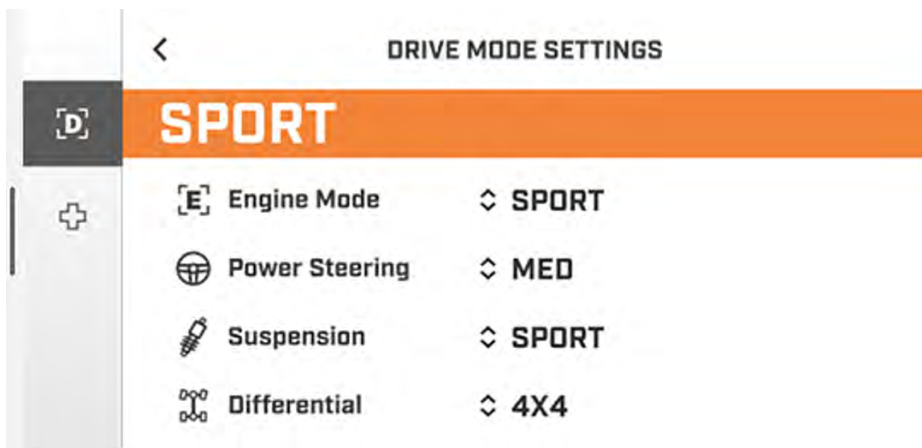 DRIVE MODE SETTINGS
D
SPORT
E Engine Mode SPORT
Power Steering MED
Suspension SPORT
Differential 4X4